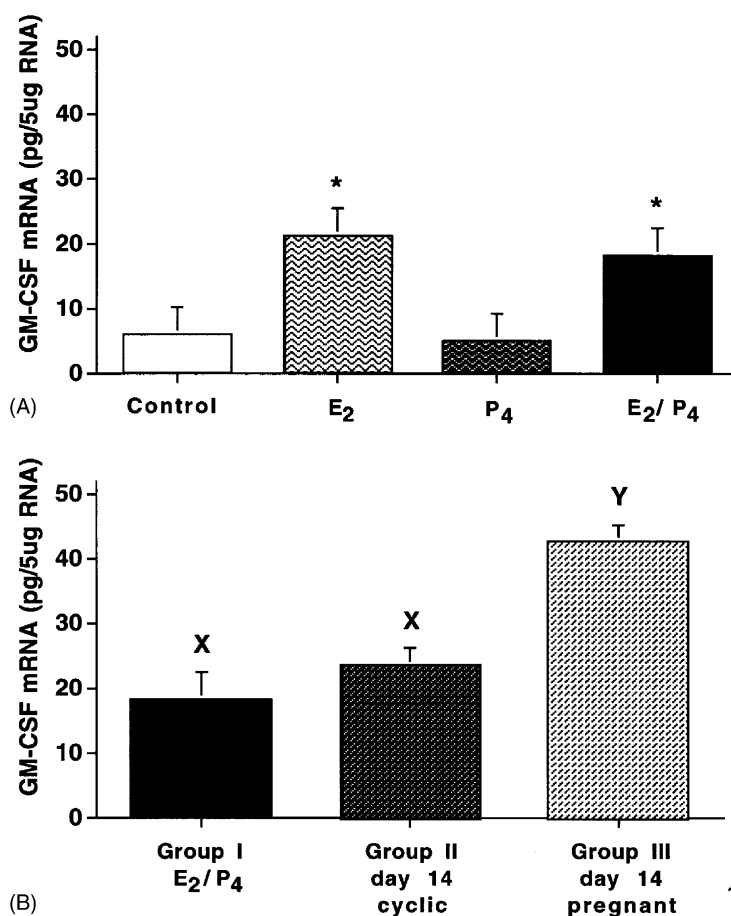 GM-CSF mRNA (pg/5ug RNA)
50
40
30
20
10
0
*
*
Control
E₂
P₄
E₂/ P₄
(A)
GM-CSF mRNA (pg/5ug RNA)
50
40
30
20
10
0
X
X
Y
Group I
E₂/P₄
Group II
day 14
cyclic
Group III
day 14
pregnant
(B)